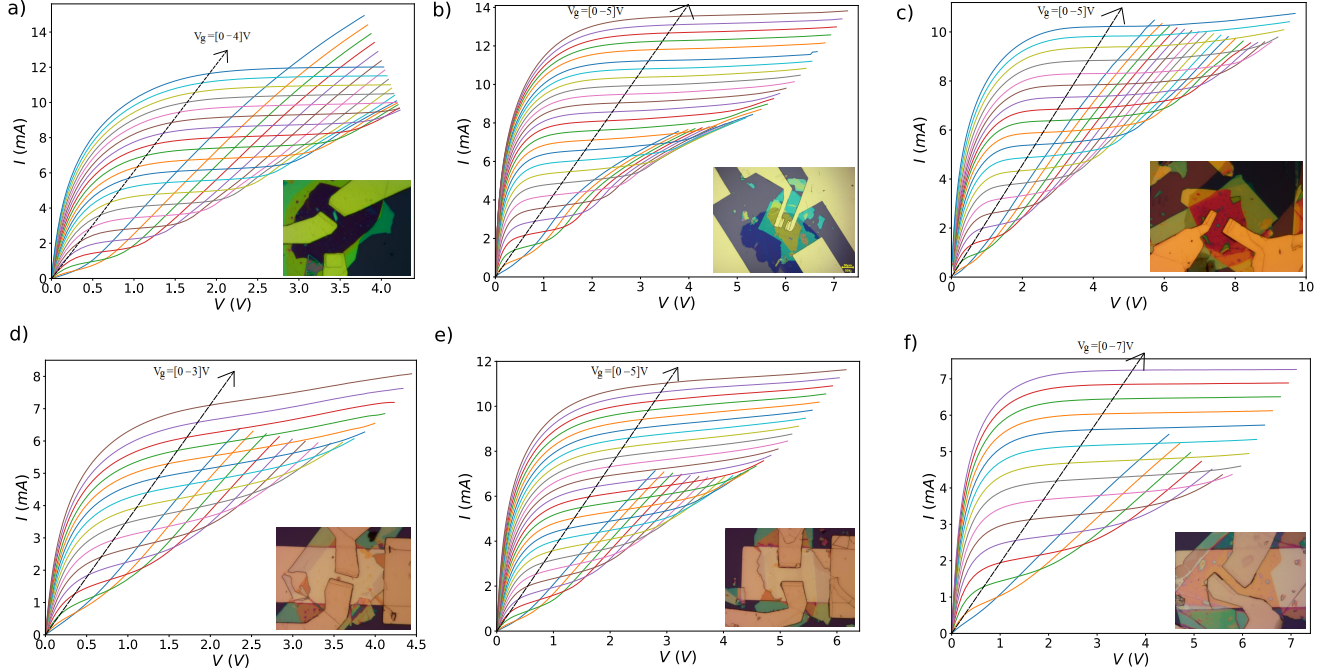 a)
Vg=[0−4]V
I (mA)
14
12
10
8
6
4
2
0
0.0 0.5 1.0 1.5 2.0 2.5 3.0 3.5 4.0
V (V)
b)
Vg=[0−5]V
I (mA)
14
12
10
8
6
4
2
0
0 1 2 3 4 5 6 7
V (V)
c)
Vg=[0−5]V
I (mA)
10
8
6
4
2
0
0 2 4 6 8 10
V (V)
d)
Vg=[0−3]V
I (mA)
8
7
6
5
4
3
2
1
0
0.0 0.5 1.0 1.5 2.0 2.5 3.0 3.5 4.0 4.5
V (V)
e)
Vg=[0−5]V
I (mA)
12
10
8
6
4
2
0
0 1 2 3 4 5 6
V (V)
f)
Vg=[0−7]V
I (mA)
7
6
5
4
3
2
1
0
0 1 2 3 4 5 6 7
V (V)